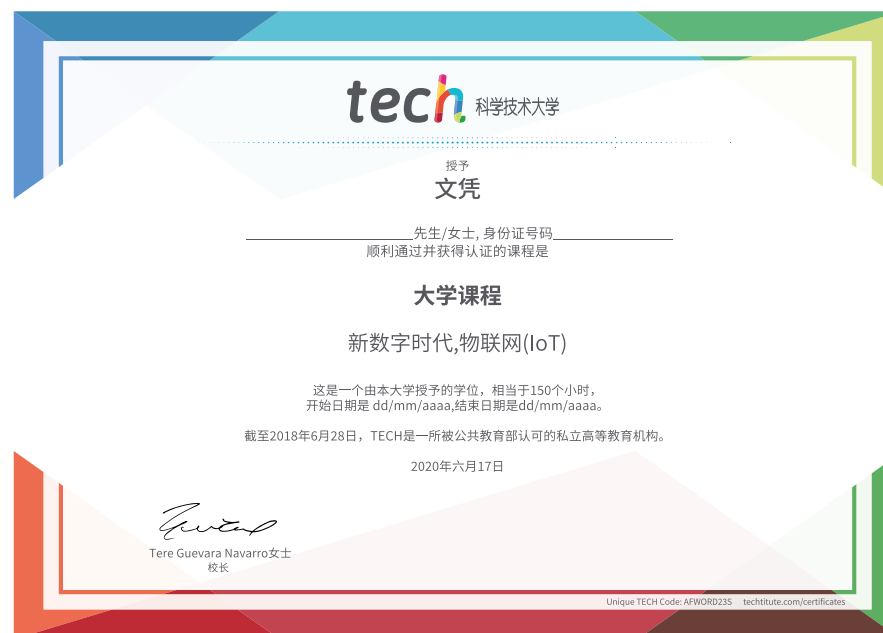 tech 科学技术大学
授予
文凭
先生/女士, 身份证号码
顺利通过并获得认证的课程是
大学课程
新数字时代,物联网(IoT)
这是一个由本大学授予的学位，相当于150个小时，
开始日期是 dd/mm/aaaa,结束日期是dd/mm/aaaa。
截至2018年6月28日，TECH是一所被公共教育部认可的私立高等教育机构。
2020年六月17日
Tere Guevara Navarro女士
校长
Unique TECH Code: AFWORD23S techtitute.com/certificates